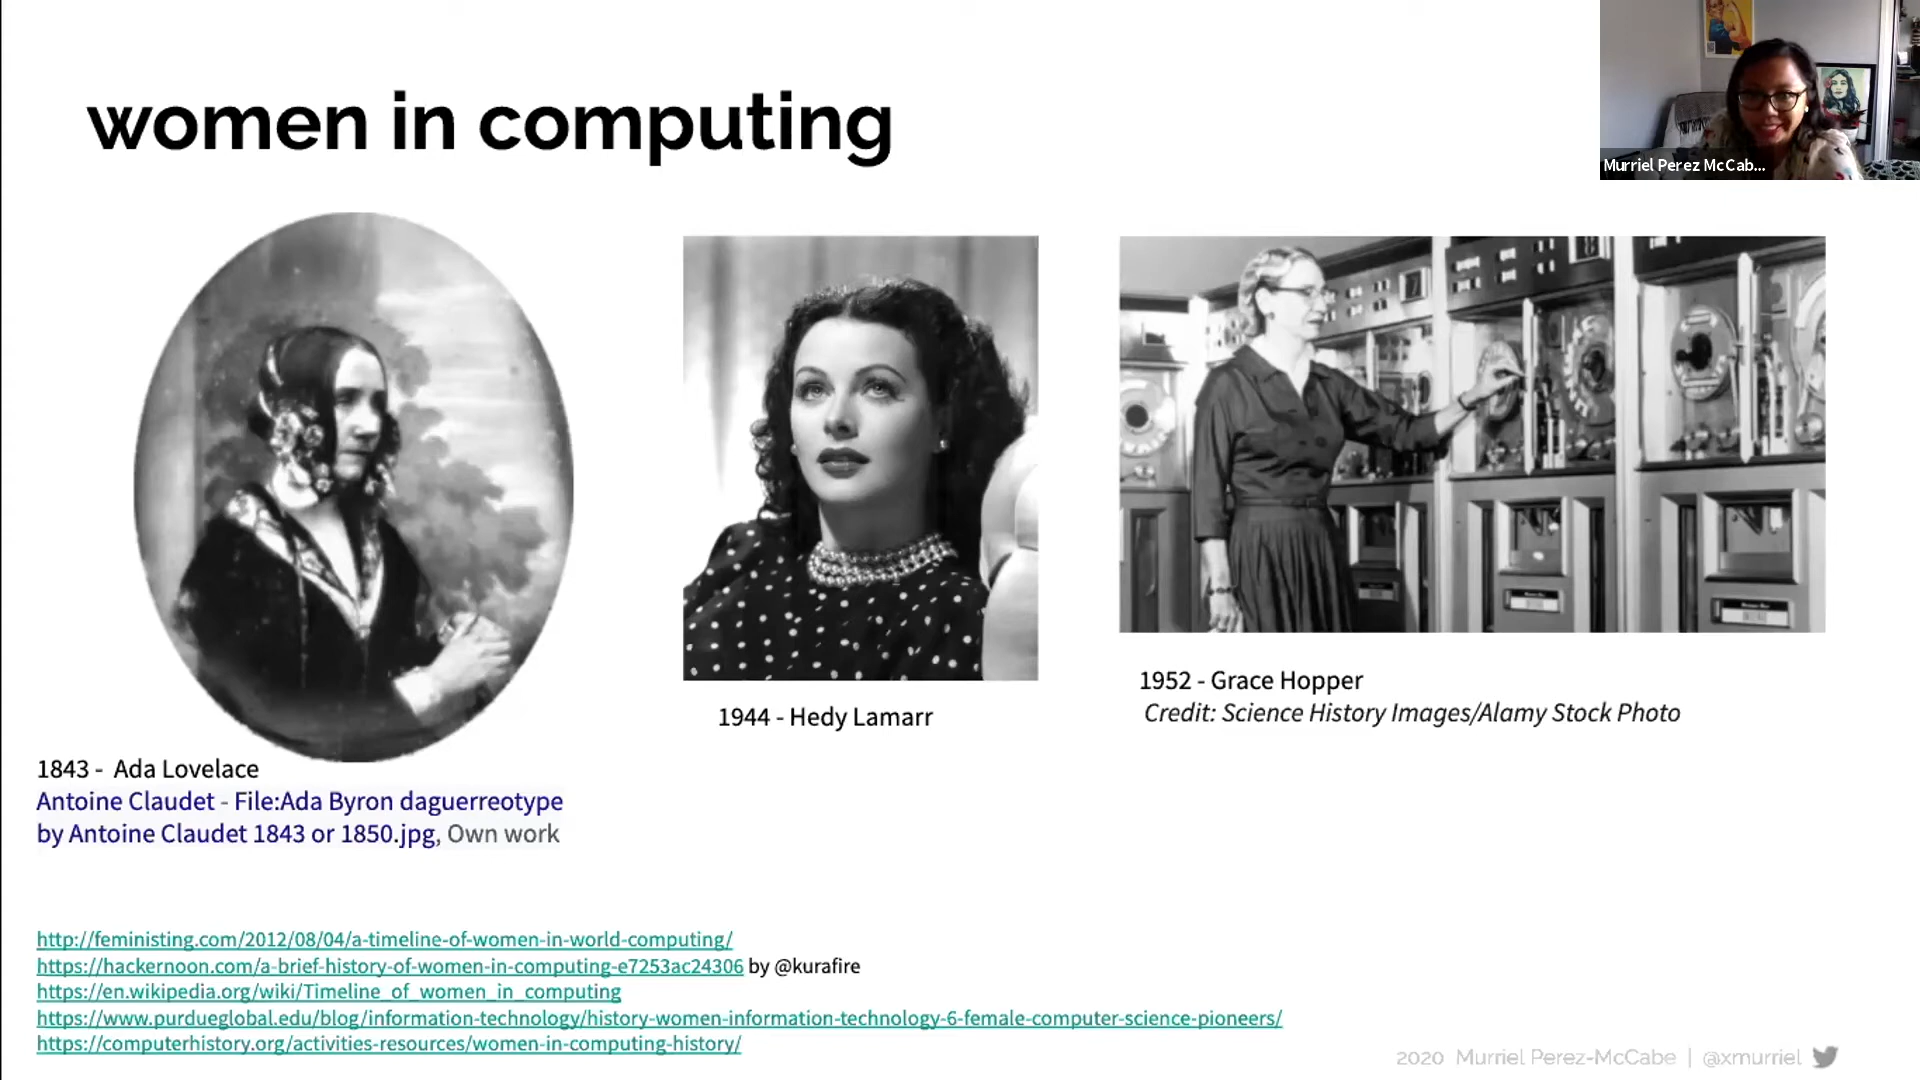 women in computing
Murriel Perez McCab...
1843 - Ada Lovelace
Antoine Claudet - File:Ada Byron daguerreotype
by Antoine Claudet 1843 or 1850.jpg, Own work
1944 - Hedy Lamarr
1952 - Grace Hopper
Credit: Science History Images/Alamy Stock Photo
http://feministing.com/2012/08/04/a-timeline-of-women-in-world-computing/
https://hackernoon.com/a-brief-history-of-women-in-computing-e7253ac24306 by @kurafire
https://en.wikipedia.org/wiki/Timeline_of_women_in_computing
https://www.purdueglobal.edu/blog/information-technology/history-women-information-technology-6-female-computer-science-pioneers/
https://computerhistory.org/activities-resources/women-in-computing-history/
2020 Murriel Perez-McCabe | @xmurriel